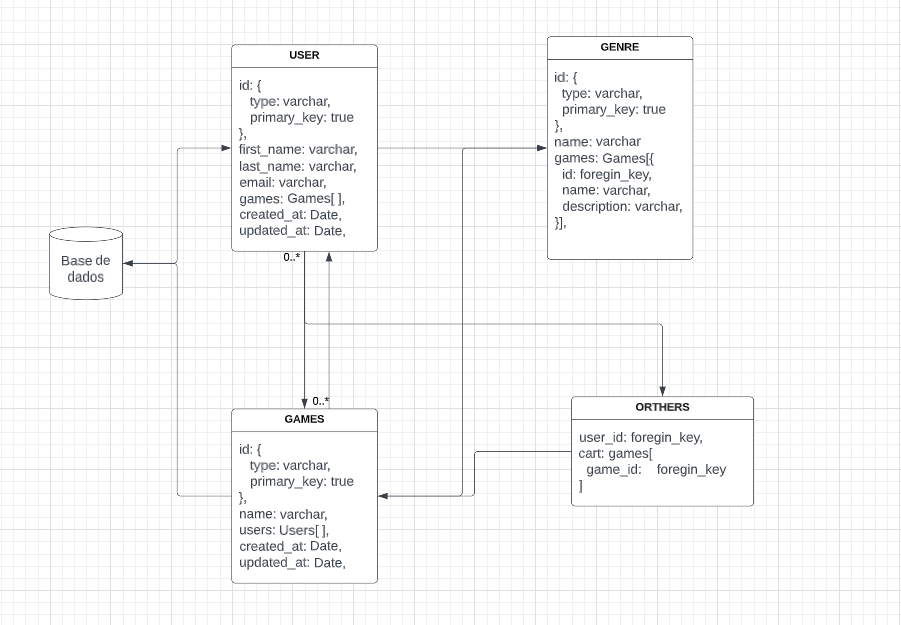 USER
id: {
type: varchar,
primary_key: true
},
first_name: varchar,
last_name: varchar,
email: varchar,
games: Games[ ],
created_at: Date,
updated_at: Date,
0..*
GENRE
id: {
type: varchar,
primary_key: true
},
name: varchar
games: Games[{
id: foregin_key,
name: varchar,
description: varchar,
}],
Base de
dados
0..*
GAMES
id: {
type: varchar,
primary_key: true
},
name: varchar,
users: Users[ ],
created_at: Date,
updated_at: Date,
ORTHERS
user_id: foregin_key,
cart: games[
game_id: foregin_key
]